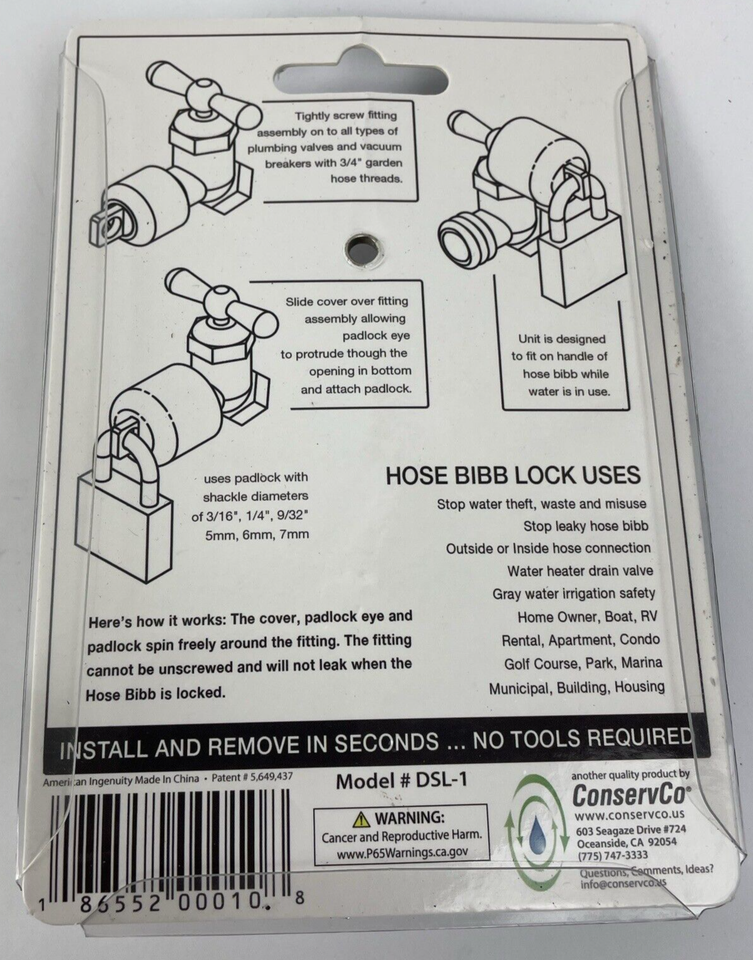 Tightly screw fitting
assembly on to all types of
plumbing valves and vacuum
breakers with 3/4" garden
hose threads.
Slide cover over fitting
assembly allowing
padlock eye
to protrude though the
opening in bottom
and attach padlock.
Unit is designed
to fit on handle of
hose bibb while
water is in use.
uses padlock with
shackle diameters
of 3/16", 1/4", 9/32"
5mm, 6mm, 7mm
HOSE BIBB LOCK USES
Stop water theft, waste and misuse
Stop leaky hose bibb
Outside or Inside hose connection
Water heater drain valve
Gray water irrigation safety
Home Owner, Boat, RV
Rental, Apartment, Condo
Golf Course, Park, Marina
Municipal, Building, Housing
Here's how it works: The cover, padlock eye and
padlock spin freely around the fitting. The fitting
cannot be unscrewed and will not leak when the
Hose Bibb is locked.
INSTALL AND REMOVE IN SECONDS ... NO TOOLS REQUIRED
American Ingenuity Made In China • Patent # 5,649,437
1 86552 00010 8
Model # DSL-1
⚠ WARNING:
Cancer and Reproductive Harm.
www.P65Warnings.ca.gov
another quality product by
ConservCo®
www.conservco.us
603 Seagaze Drive #724
Oceanside, CA 92054
(775) 747-3333
Questions, Comments, Ideas?
info@conservco.us